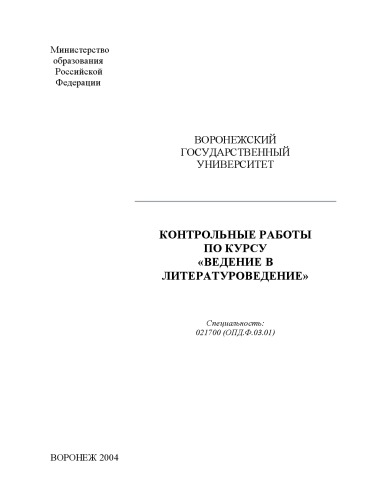 Министерство
образования
Российской
Федерации
ВОРОНЕЖСКИЙ
ГОСУДАРСТВЕННЫЙ
УНИВЕРСИТЕТ
КОНТРОЛЬНЫЕ РАБОТЫ
ПО КУРСУ
«ВЕДЕНИЕ В
ЛИТЕРАТУРОВЕДЕНИЕ»
Специальность:
021700 (ОПД.Ф.03.01)
ВОРОНЕЖ 2004